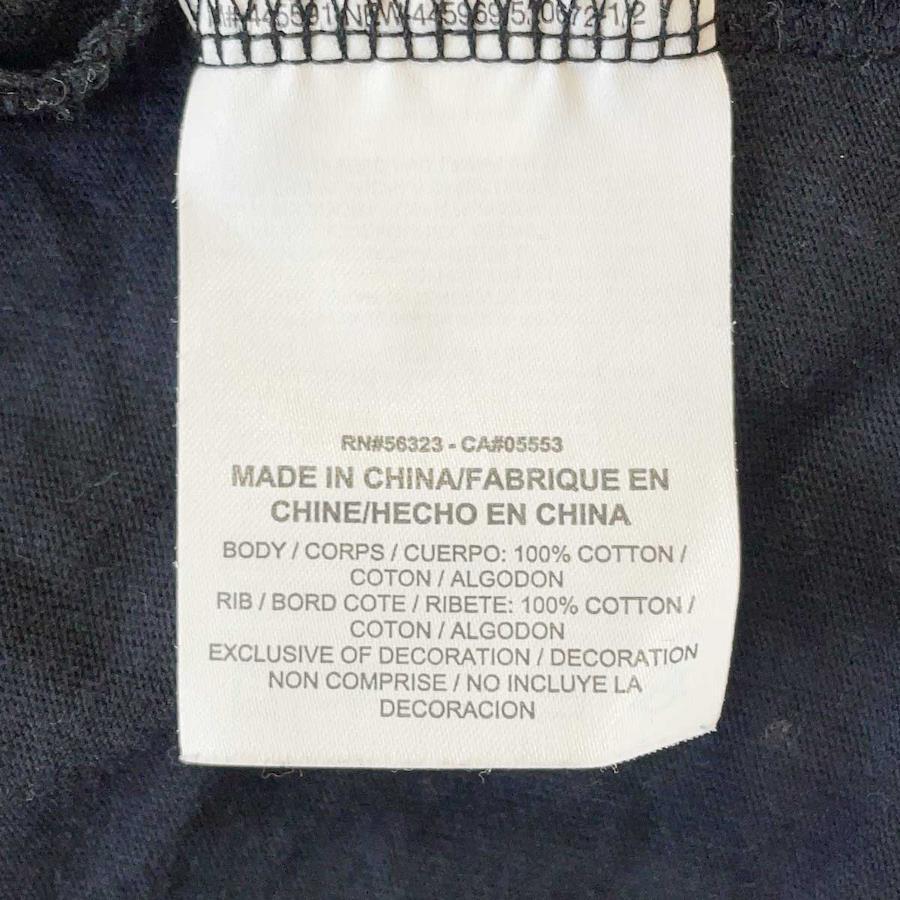 RN#56323 - CA#05553
MADE IN CHINA/FABRIQUE EN
CHINE/HECHO EN CHINA
BODY / CORPS / CUERPO: 100% COTTON /
COTON / ALGODON
RIB / BORD COTE / RIBETE: 100% COTTON /
COTON / ALGODON
EXCLUSIVE OF DECORATION / DECORATION
NON COMPRISE / NO INCLUYE LA
DECORACION